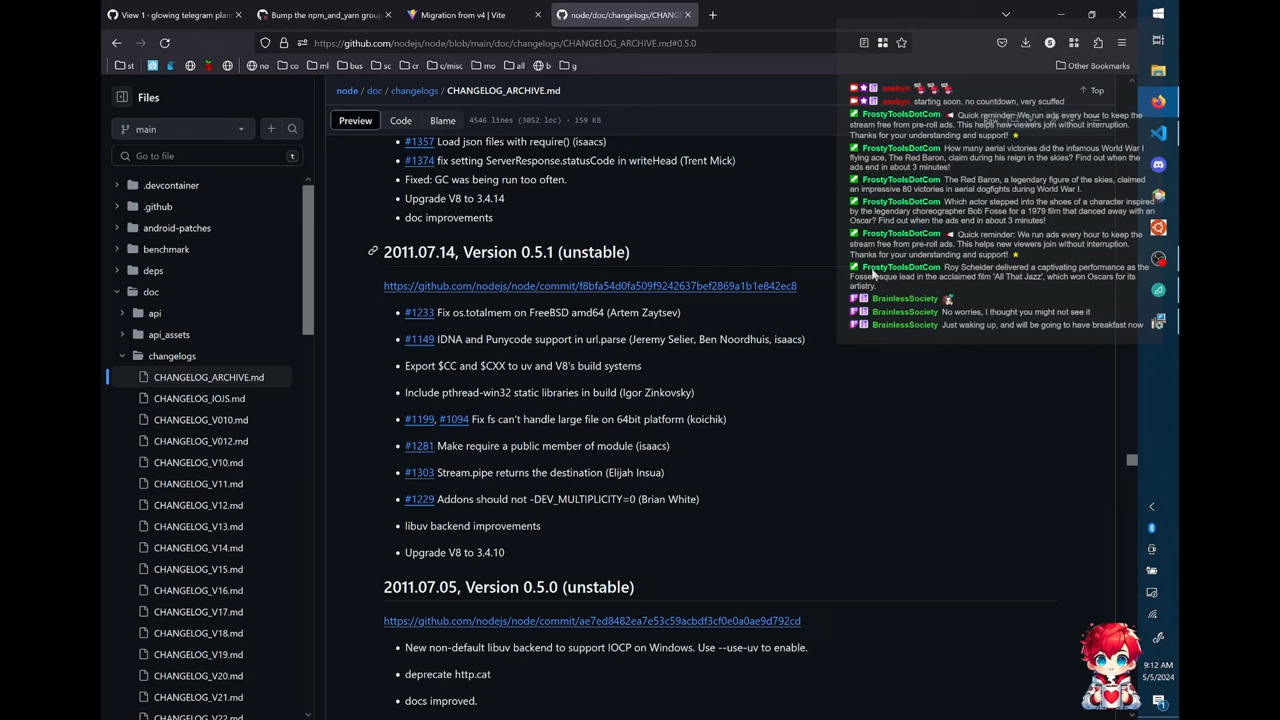 View 1 · glowing telegram plan
Bump the npm_and_yarn group
Migration from v4 | Vite
node/doc/changelogs/CHANG
https://github.com/nodejs/node/blob/main/doc/changelogs/CHANGELOG_ARCHIVE.md#0.5.0
st
no
co
ml
bus
sc
cr
c/misc
mo
all
b
g
Other Bookmarks
Files
main
Go to file
t
.devcontainer
.github
android-patches
benchmark
deps
doc
api
api_assets
changelogs
CHANGELOG_ARCHIVE.md
CHANGELOG_IOJS.md
CHANGELOG_V010.md
CHANGELOG_V012.md
CHANGELOG_V10.md
CHANGELOG_V11.md
CHANGELOG_V12.md
CHANGELOG_V13.md
CHANGELOG_V14.md
CHANGELOG_V15.md
CHANGELOG_V16.md
CHANGELOG_V17.md
CHANGELOG_V18.md
CHANGELOG_V19.md
CHANGELOG_V20.md
CHANGELOG_V21.md
CHANGELOG_V22.md
node / doc / changelogs / CHANGELOG_ARCHIVE.md
Top
Preview Code Blame 4546 lines (3052 loc) · 159 KB
#1357 Load json files with require() (isaacs)
#1374 fix setting ServerResponse.statusCode in writeHead (Trent Mick)
Fixed: GC was being run too often.
Upgrade V8 to 3.4.14
doc improvements
2011.07.14, Version 0.5.1 (unstable)
https://github.com/nodejs/node/commit/f8bfa54d0fa509f9242637bef2869a1b1e842ec8
#1233 Fix os.totalmem on FreeBSD amd64 (Artem Zaytsev)
#1149 IDNA and Punycode support in url.parse (Jeremy Selier, Ben Noordhuis, isaacs)
Export $CC and $CXX to uv and V8's build systems
Include pthread-win32 static libraries in build (Igor Zinkovsky)
#1199, #1094 Fix fs can't handle large file on 64bit platform (koichik)
#1281 Make require a public member of module (isaacs)
#1303 Stream.pipe returns the destination (Elijah Insua)
#1229 Addons should not -DEV_MULTIPLICITY=0 (Brian White)
libuv backend improvements
Upgrade V8 to 3.4.10
2011.07.05, Version 0.5.0 (unstable)
https://github.com/nodejs/node/commit/ae7ed8482ea7e53c59acbdf3cf0e0a0ae9d792cd
New non-default libuv backend to support IOCP on Windows. Use --use-uv to enable.
deprecate http.cat
docs improved.
saebyn
saebyn starting soon. no countdown, very scuffed
FrostyToolsDotCom Quick reminder: We run ads every hour to keep the
stream free from pre-roll ads. This helps new viewers join without interruption.
Thanks for your understanding and support!
FrostyToolsDotCom How many aerial victories did the infamous World War I
flying ace, The Red Baron, claim during his reign in the skies? Find out when the
ads end in about 3 minutes!
FrostyToolsDotCom The Red Baron, a legendary figure of the skies, claimed
an impressive 80 victories in aerial dogfights during World War I.
FrostyToolsDotCom Which actor stepped into the shoes of a character inspired
by the legendary choreographer Bob Fosse for a 1979 film that danced away with an
Oscar? Find out when the ads end in about 3 minutes!
FrostyToolsDotCom Quick reminder: We run ads every hour to keep the
stream free from pre-roll ads. This helps new viewers join without interruption.
Thanks for your understanding and support!
FrostyToolsDotCom Roy Scheider delivered a captivating performance as the
Fosse-esque lead in the acclaimed film 'All That Jazz', which won Oscars for its
artistry.
BrainlessSociety
BrainlessSociety No worries, I thought you might not see it
BrainlessSociety Just waking up, and will be going to have breakfast now
9:12 AM
5/5/2024